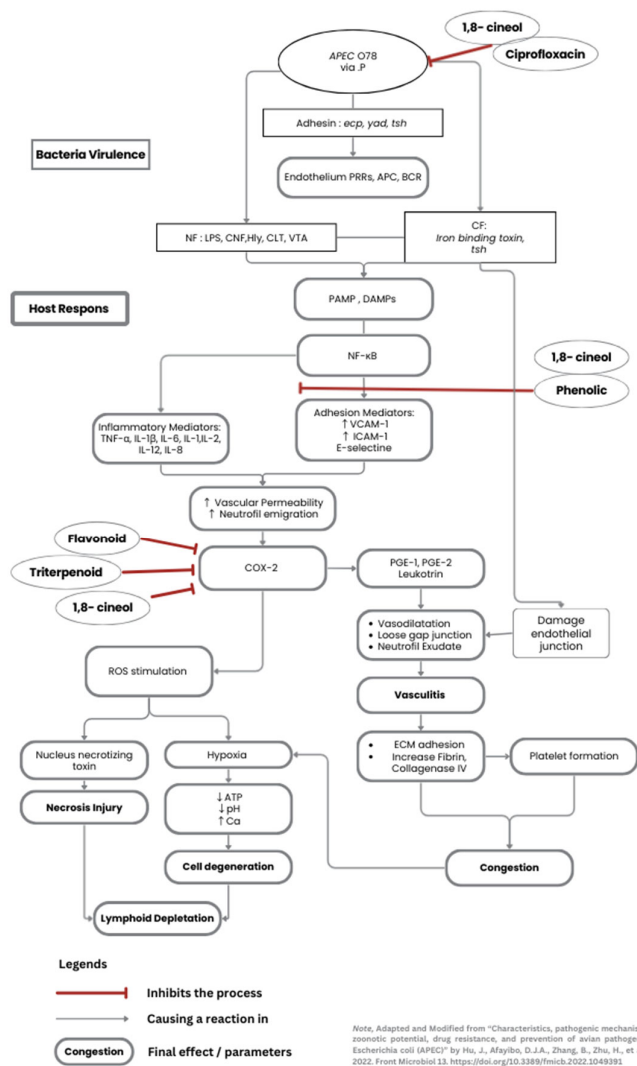 1,8- cineol
Ciprofloxacin
APEC O78
via .P
Adhesin : ecp, yad, tsh
Bacteria Virulence
Endothelium PRRs, APC, BCR
NF : LPS, CNF,Hly, CLT, VTA
CF:
Iron binding toxin,
tsh
Host Respons
PAMP , DAMPs
NF-κB
1,8- cineol
Phenolic
Inflammatory Mediators:
TNF-α, IL-1β, IL-6, IL-1,IL-2,
IL-12, IL-8
Adhesion Mediators:
↑ VCAM-1
↑ ICAM-1
E-selectine
↑ Vascular Permeability
↑ Neutrofil emigration
Flavonoid
Triterpenoid
1,8- cineol
COX-2
PGE-1, PGE-2
Leukotrin
• Vasodilatation
• Loose gap junction
• Neutrofil Exudate
Damage
endothelial
junction
ROS stimulation
Vasculitis
Nucleus necrotizing
toxin
Hypoxia
• ECM adhesion
• Increase Fibrin,
Collagenase IV
Platelet formation
Necrosis Injury
↓ ATP
↓ pH
↑ Ca
Cell degeneration
Congestion
Lymphoid Depletation
Legends
Inhibits the process
Causing a reaction in
Congestion
Final effect / parameters
Note, Adapted and Modified from "Characteristics, pathogenic mechanis
zoonotic potential, drug resistance, and prevention of avian pathoge
Escherichia coli (APEC)" by Hu, J., Afayibo, D.J.A., Zhang, B., Zhu, H., et
2022. Front Microbiol 13. https://doi.org/10.3389/fmicb.2022.1049391